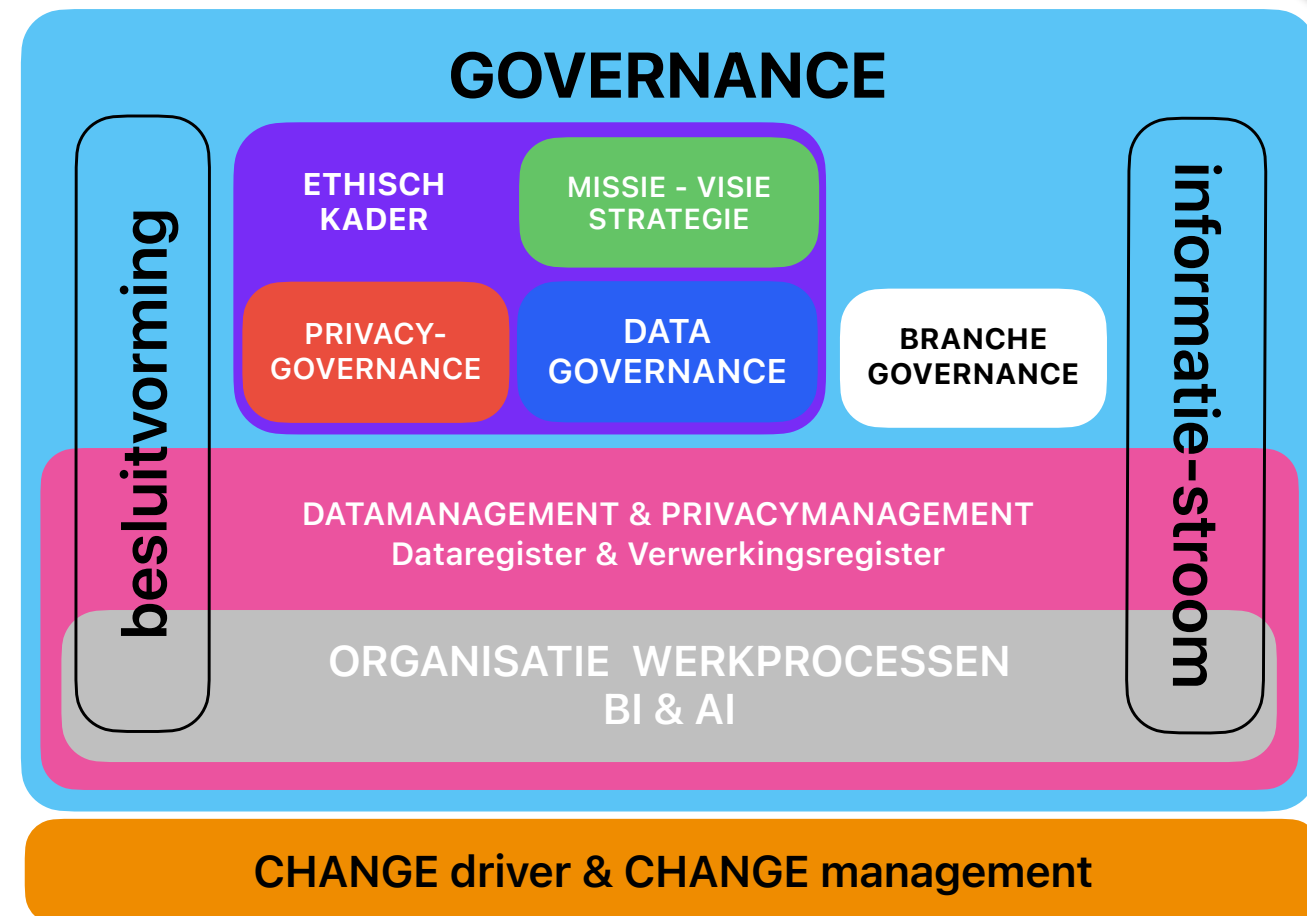 GOVERNANCE
besluitvorming
ETHISCH
KADER
MISSIE - VISIE
STRATEGIE
PRIVACY-
GOVERNANCE
DATA
GOVERNANCE
BRANCHE
GOVERNANCE
informatie-stroom
DATAMANAGEMENT & PRIVACYMANAGEMENT
Dataregister & Verwerkingsregister
ORGANISATIE WERKPROCESSEN
BI & AI
CHANGE driver & CHANGE management